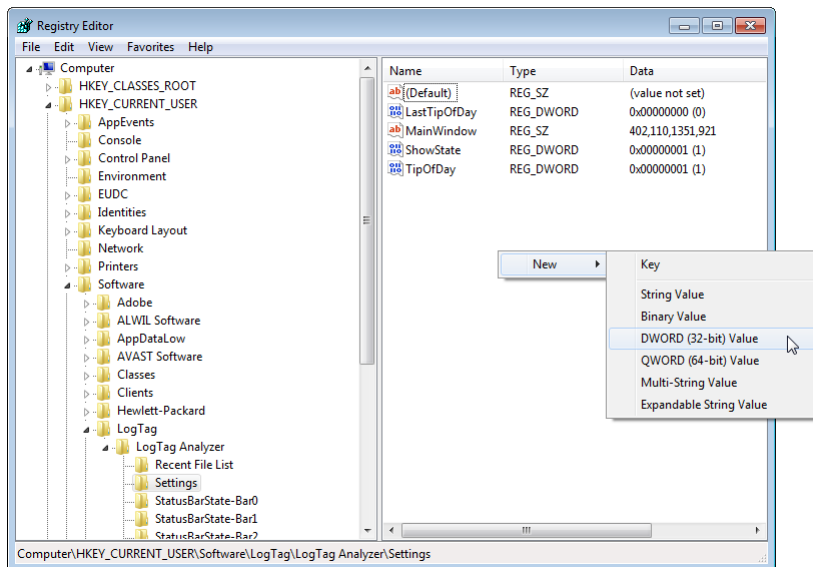 Registry Editor
File Edit View Favorites Help
Computer
HKEY_CLASSES_ROOT
HKEY_CURRENT_USER
AppEvents
Console
Control Panel
Environment
EUDC
Identities
Keyboard Layout
Network
Printers
Software
Adobe
ALWIL Software
AppDataLow
AVAST Software
Classes
Clients
Hewlett-Packard
LogTag
LogTag Analyzer
Recent File List
Settings
StatusBarState-Bar0
StatusBarState-Bar1
StatusBarState-Bar2
Name Type Data
(Default) REG_SZ (value not set)
LastTipOfDay REG_DWORD 0x00000000 (0)
MainWindow REG_SZ 402,110,1351,921
ShowState REG_DWORD 0x00000001 (1)
TipOfDay REG_DWORD 0x00000001 (1)
New
Key
String Value
Binary Value
DWORD (32-bit) Value
QWORD (64-bit) Value
Multi-String Value
Expandable String Value
Computer\HKEY_CURRENT_USER\Software\LogTag\LogTag Analyzer\Settings